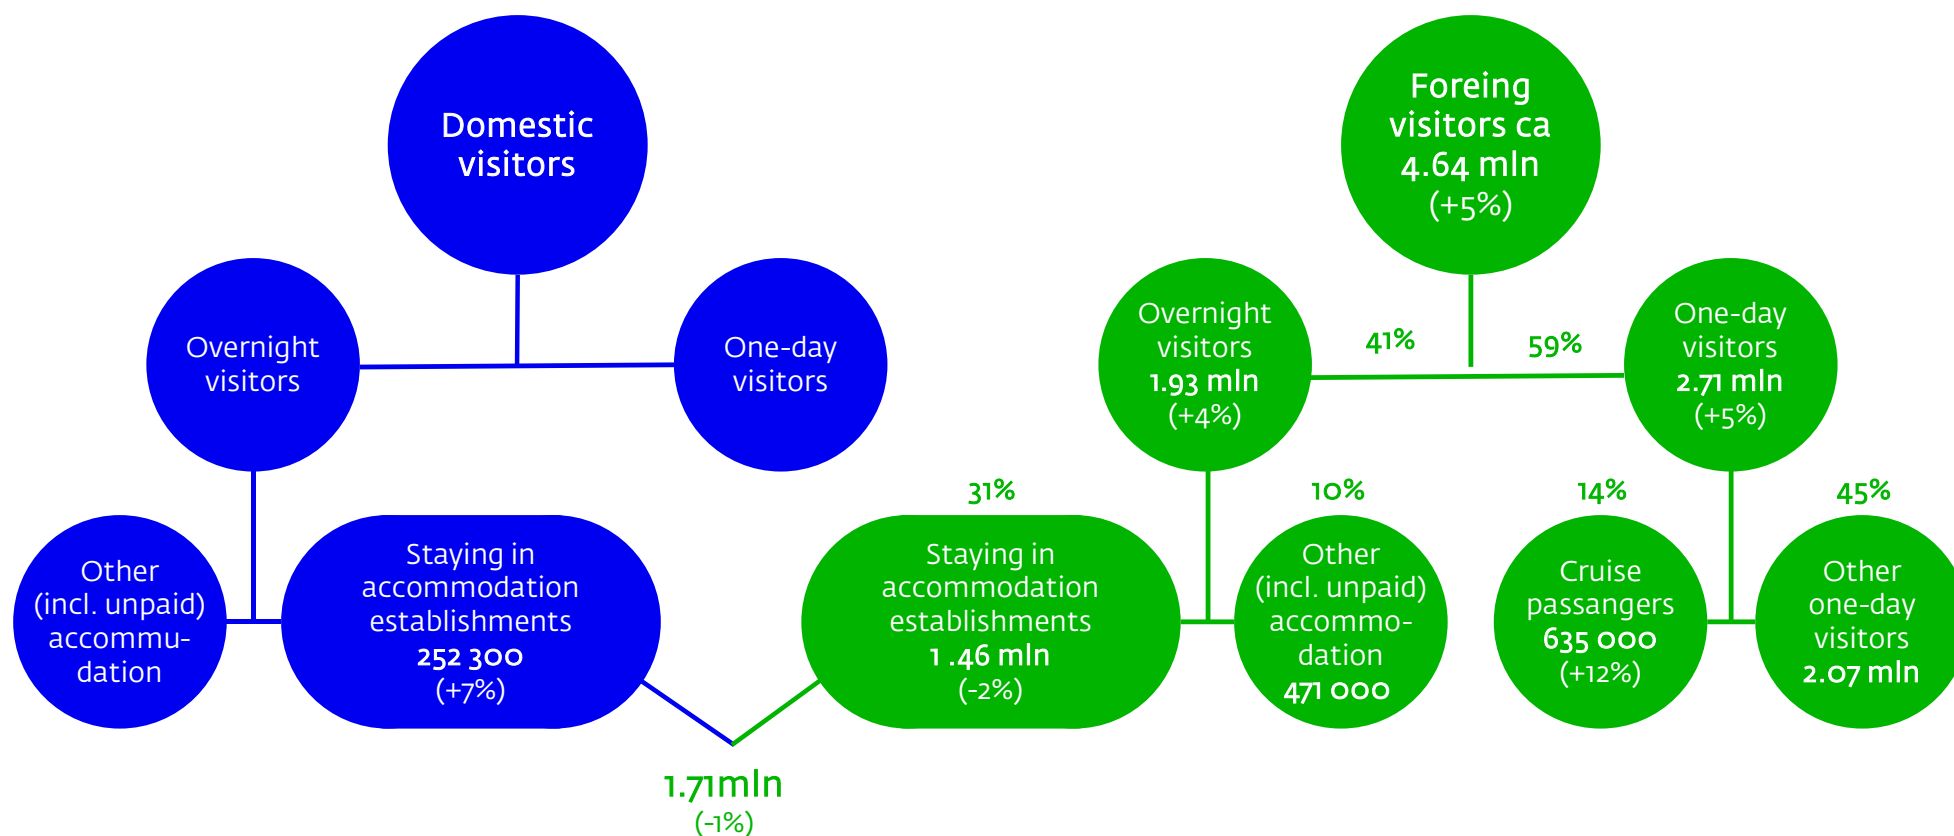 Domestic
visitors
Foreing
visitors ca
4.64 mln
(+5%)
Overnight
visitors
One-day
visitors
Overnight
visitors
1.93 mln
(+4%)
41%
59%
One-day
visitors
2.71 mln
(+5%)
Other
(incl. unpaid)
accommu-
dation
Staying in
accommodation
establishments
252 300
(+7%)
31%
Staying in
accommodation
establishments
1 .46 mln
(-2%)
10%
Other
(incl. unpaid)
accommo-
dation
471 000
14%
Cruise
passangers
635 000
(+12%)
45%
Other
one-day
visitors
2.07 mln
1.71mln
(-1%)